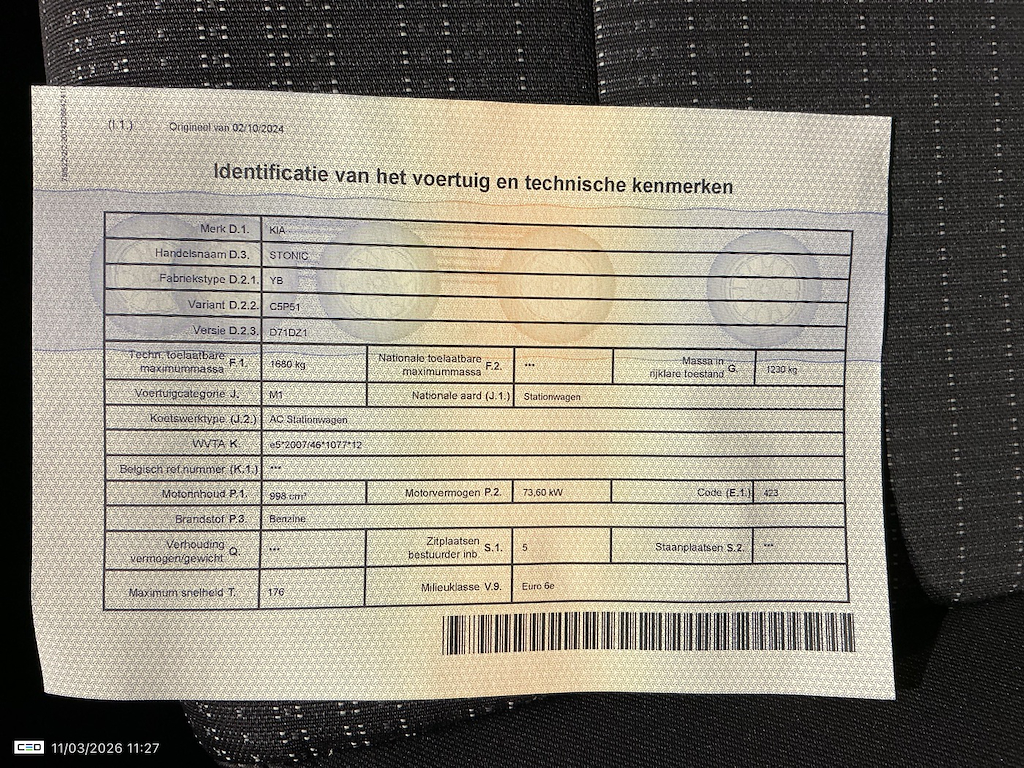 (I.1.) Origineel van 02/10/2024
Identificatie van het voertuig en technische kenmerken
Merk D.1. KIA
Handelsnaam D.3. STONIC
Fabriekstype D.2.1. YB
Variant D.2.2. C5P51
Versie D.2.3. D71DZ1
Techn. toelaatbare maximummassa F.1. 1680 kg Nationale toelaatbare maximummassa F.2. *** Massa in rijklare toestand G. 1230 kg
Voertuigcategorie J. M1 Nationale aard (J.1.) Stationwagen
Koetswerktype (J.2.) AC Stationwagen
WVTA K. e5*2007/46*1077*12
Belgisch ref.nummer (K.1.) ***
Motorinhoud P.1. 998 cm³ Motorvermogen P.2. 73,60 kW Code (E.1.) 423
Brandstof P.3. Benzine
Verhouding vermogen/gewicht Q. *** Zitplaatsen bestuurder inb. S.1. 5 Staanplaatsen S.2. ***
Maximum snelheid T. 176 Milieuklasse V.9. Euro 6e
CEO 11/03/2026 11:27